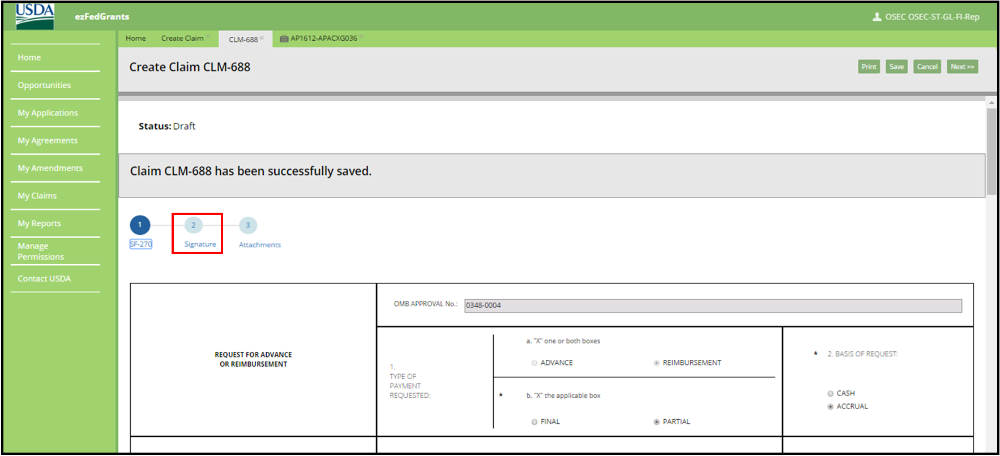 USDA
ezFedGrants
OSEC OSEC-ST-GL-FI-Rep
Home
Opportunities
My Applications
My Agreements
My Amendments
My Claims
My Reports
Manage
Permissions
Contact USDA
Home Create Claim CLM-688 AP1612-APACXG036
Create Claim CLM-688
Print Save Cancel Next >>
Status: Draft
Claim CLM-688 has been successfully saved.
1 2 3
SF-270 Signature Attachments
REQUEST FOR ADVANCE
OR REIMBURSEMENT
OMB APPROVAL No.: 0348-0004
1.
TYPE OF
PAYMENT
REQUESTED:
a. "X" one or both boxes
ADVANCE REIMBURSEMENT
* b. "X" the applicable box
FINAL PARTIAL
* 2. BASIS OF REQUEST:
CASH
ACCRUAL